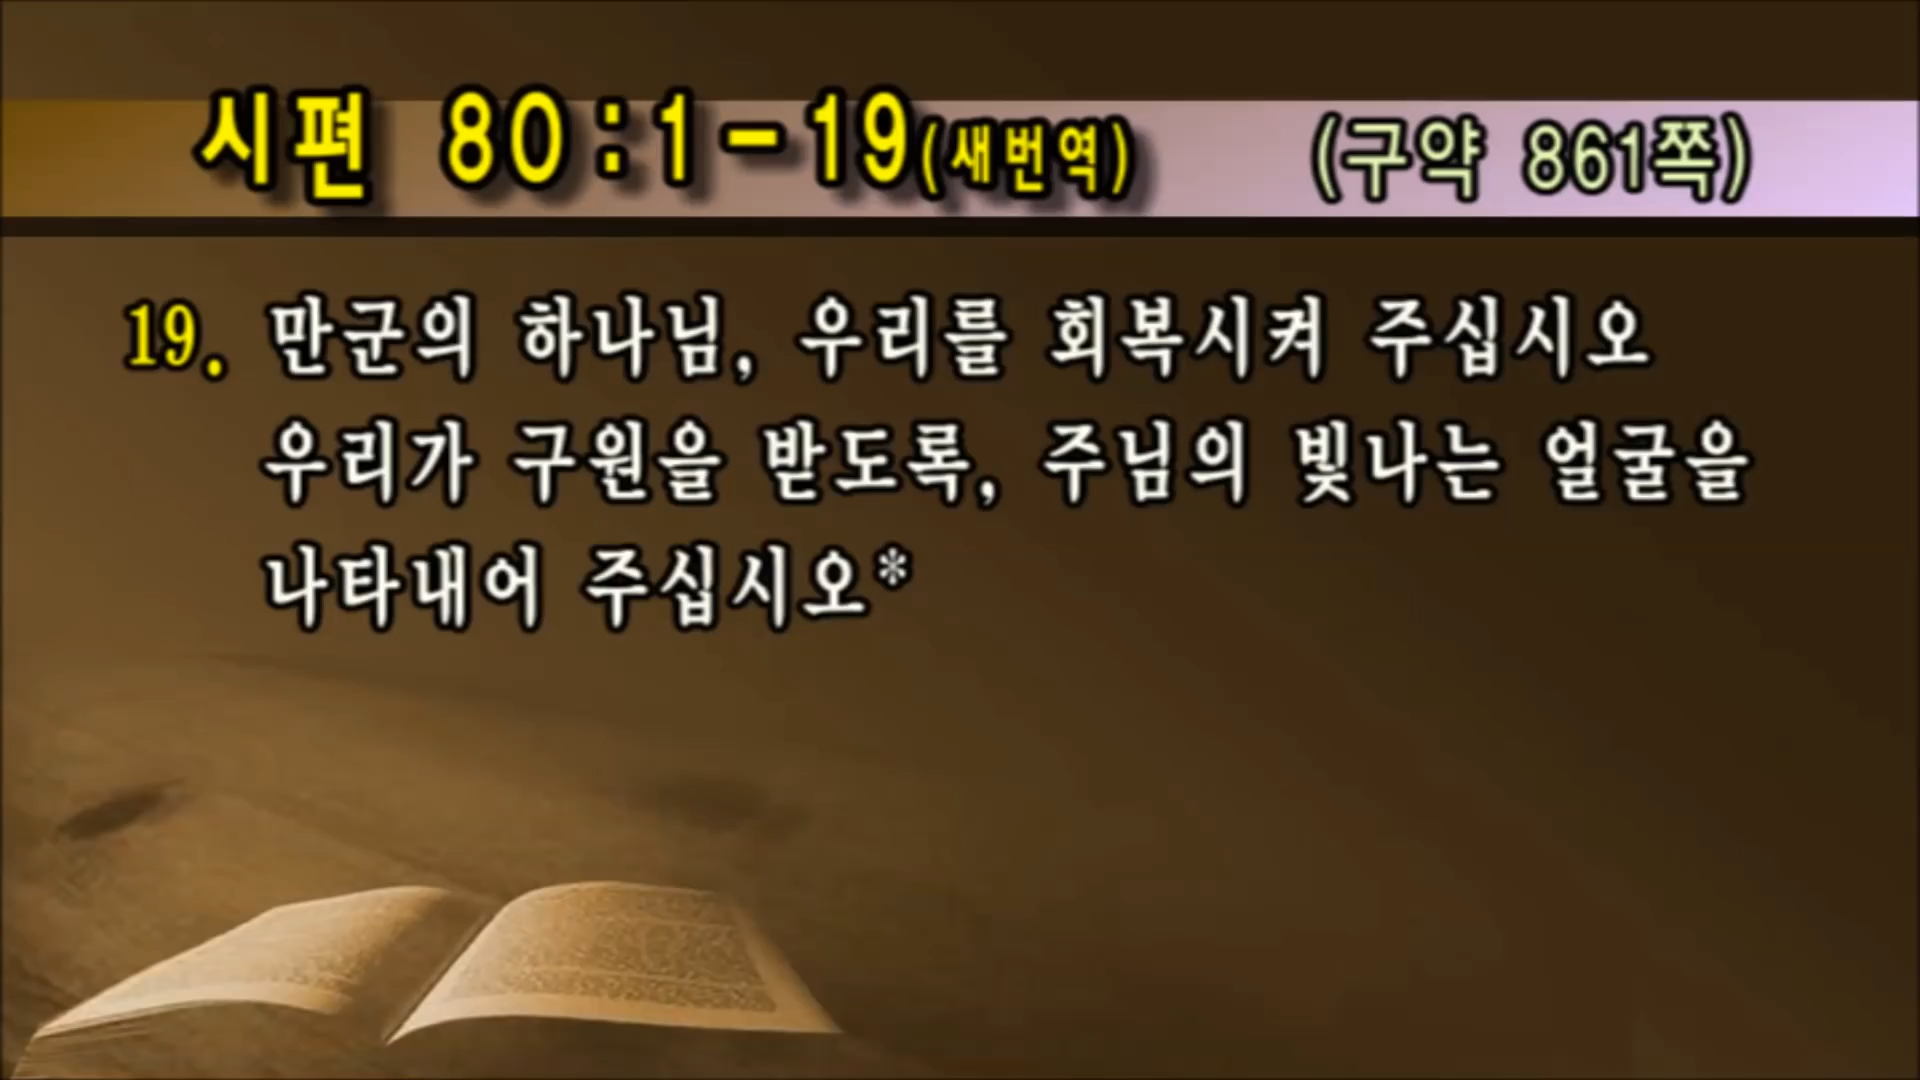 시편 80:1-19(새번역) (구약 861쪽)
19. 만군의 하나님, 우리를 회복시켜 주십시오
우리가 구원을 받도록, 주님의 빛나는 얼굴을
나타내어 주십시오*